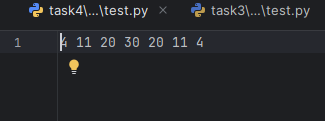 task4\...\test.py × task3\...\test.py
1 4 11 20 30 20 11 4